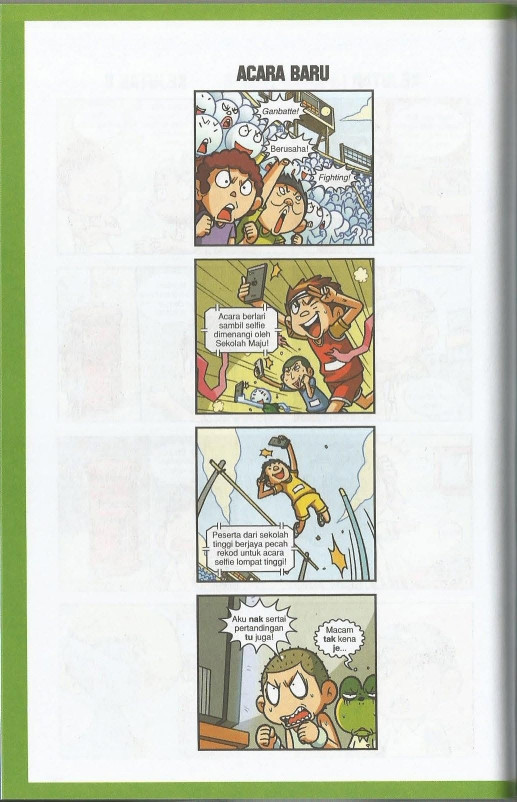 ACARA BARU
Ganbatte!
Berusaha!
Fighting!
Acara berlari
sambil selfie
dimenangi oleh
Sekolah Maju!
Peserta dari sekolah
tinggi berjaya pecah
rekod untuk acara
selfie lompat tinggi!
Aku nak sertai
pertandingan
tu juga!
Macam
tak kena
je...